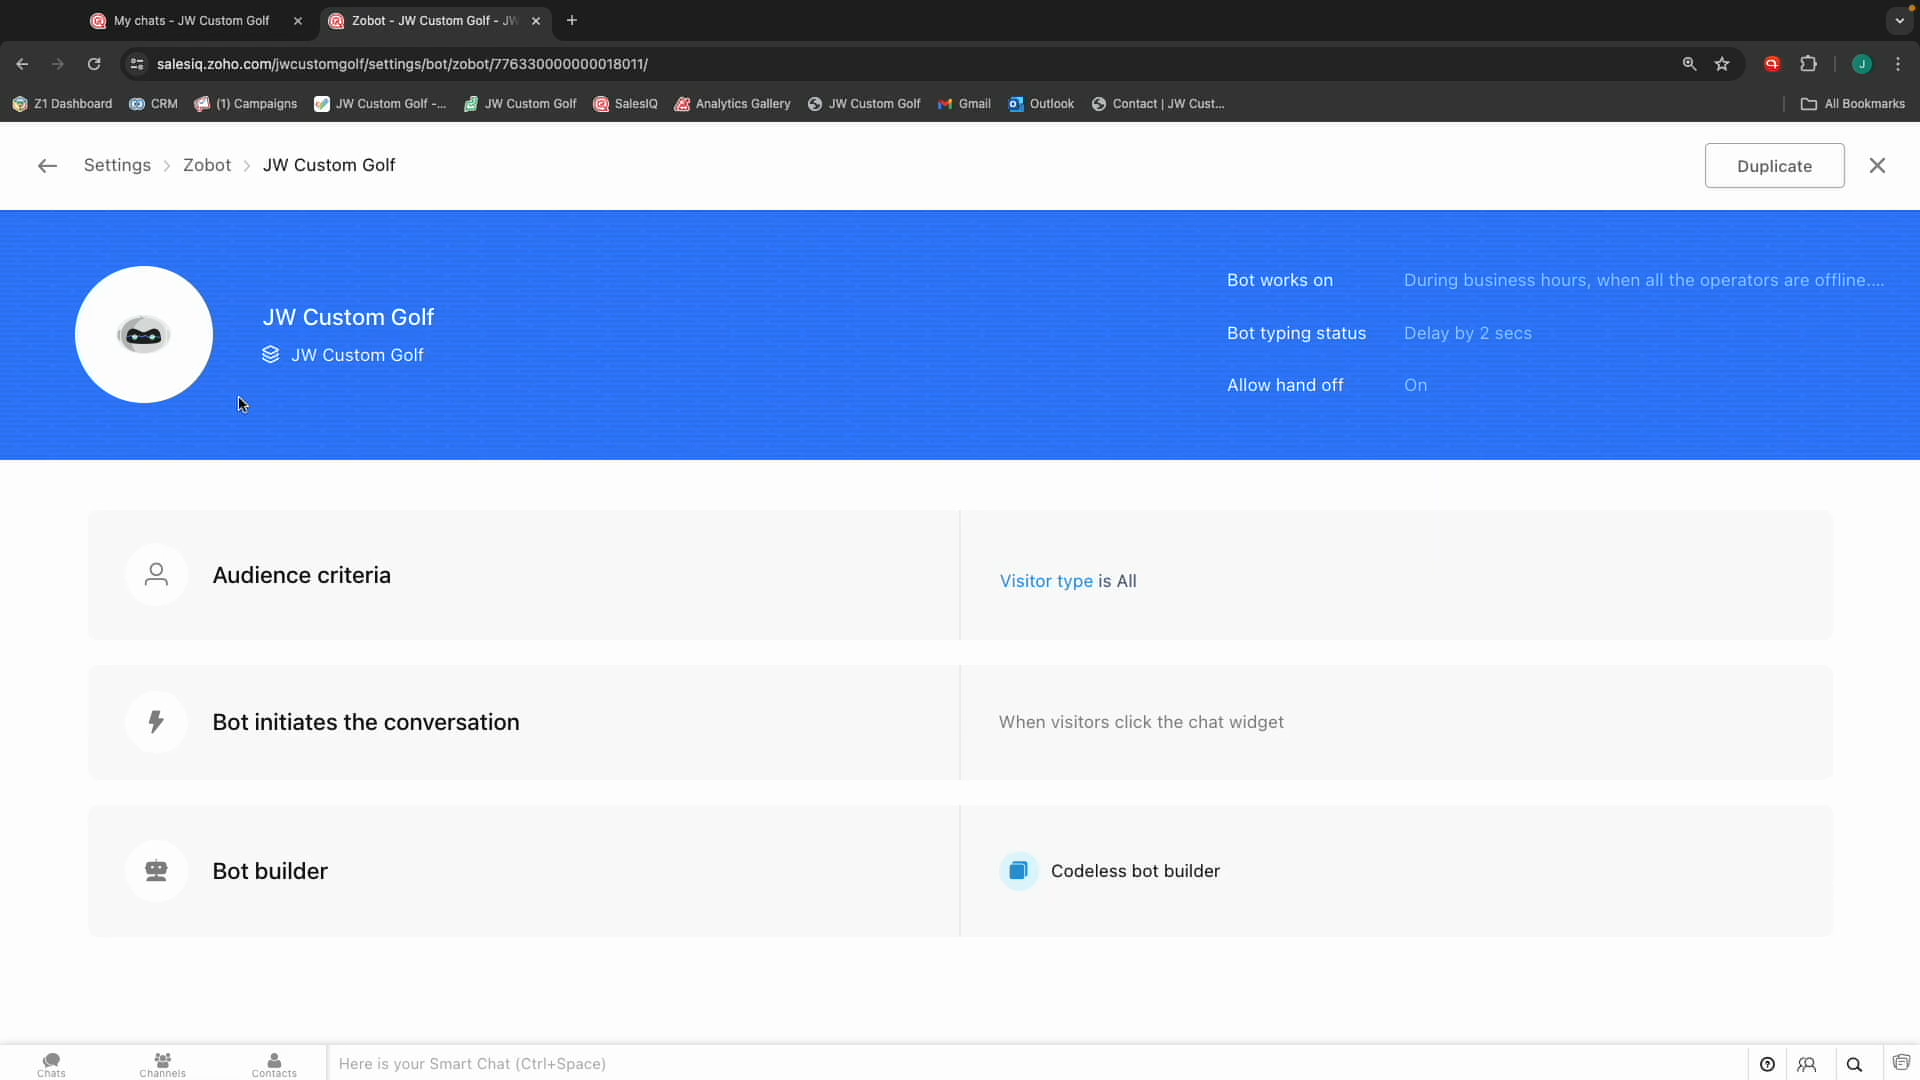 My chats - JW Custom Golf
Zobot - JW Custom Golf - JW
salesiq.zoho.com/jwcustomgolf/settings/bot/zobot/776330000000018011/
J
Z1 Dashboard
CRM
(1) Campaigns
JW Custom Golf -...
JW Custom Golf
SalesIQ
Analytics Gallery
JW Custom Golf
Gmail
Outlook
Contact | JW Cust...
All Bookmarks
Settings > Zobot > JW Custom Golf
Duplicate
JW Custom Golf
JW Custom Golf
Bot works on During business hours, when all the operators are offline....
Bot typing status Delay by 2 secs
Allow hand off On
Audience criteria
Visitor type is All
Bot initiates the conversation
When visitors click the chat widget
Bot builder
Codeless bot builder
Chats
Channels
Contacts
Here is your Smart Chat (Ctrl+Space)